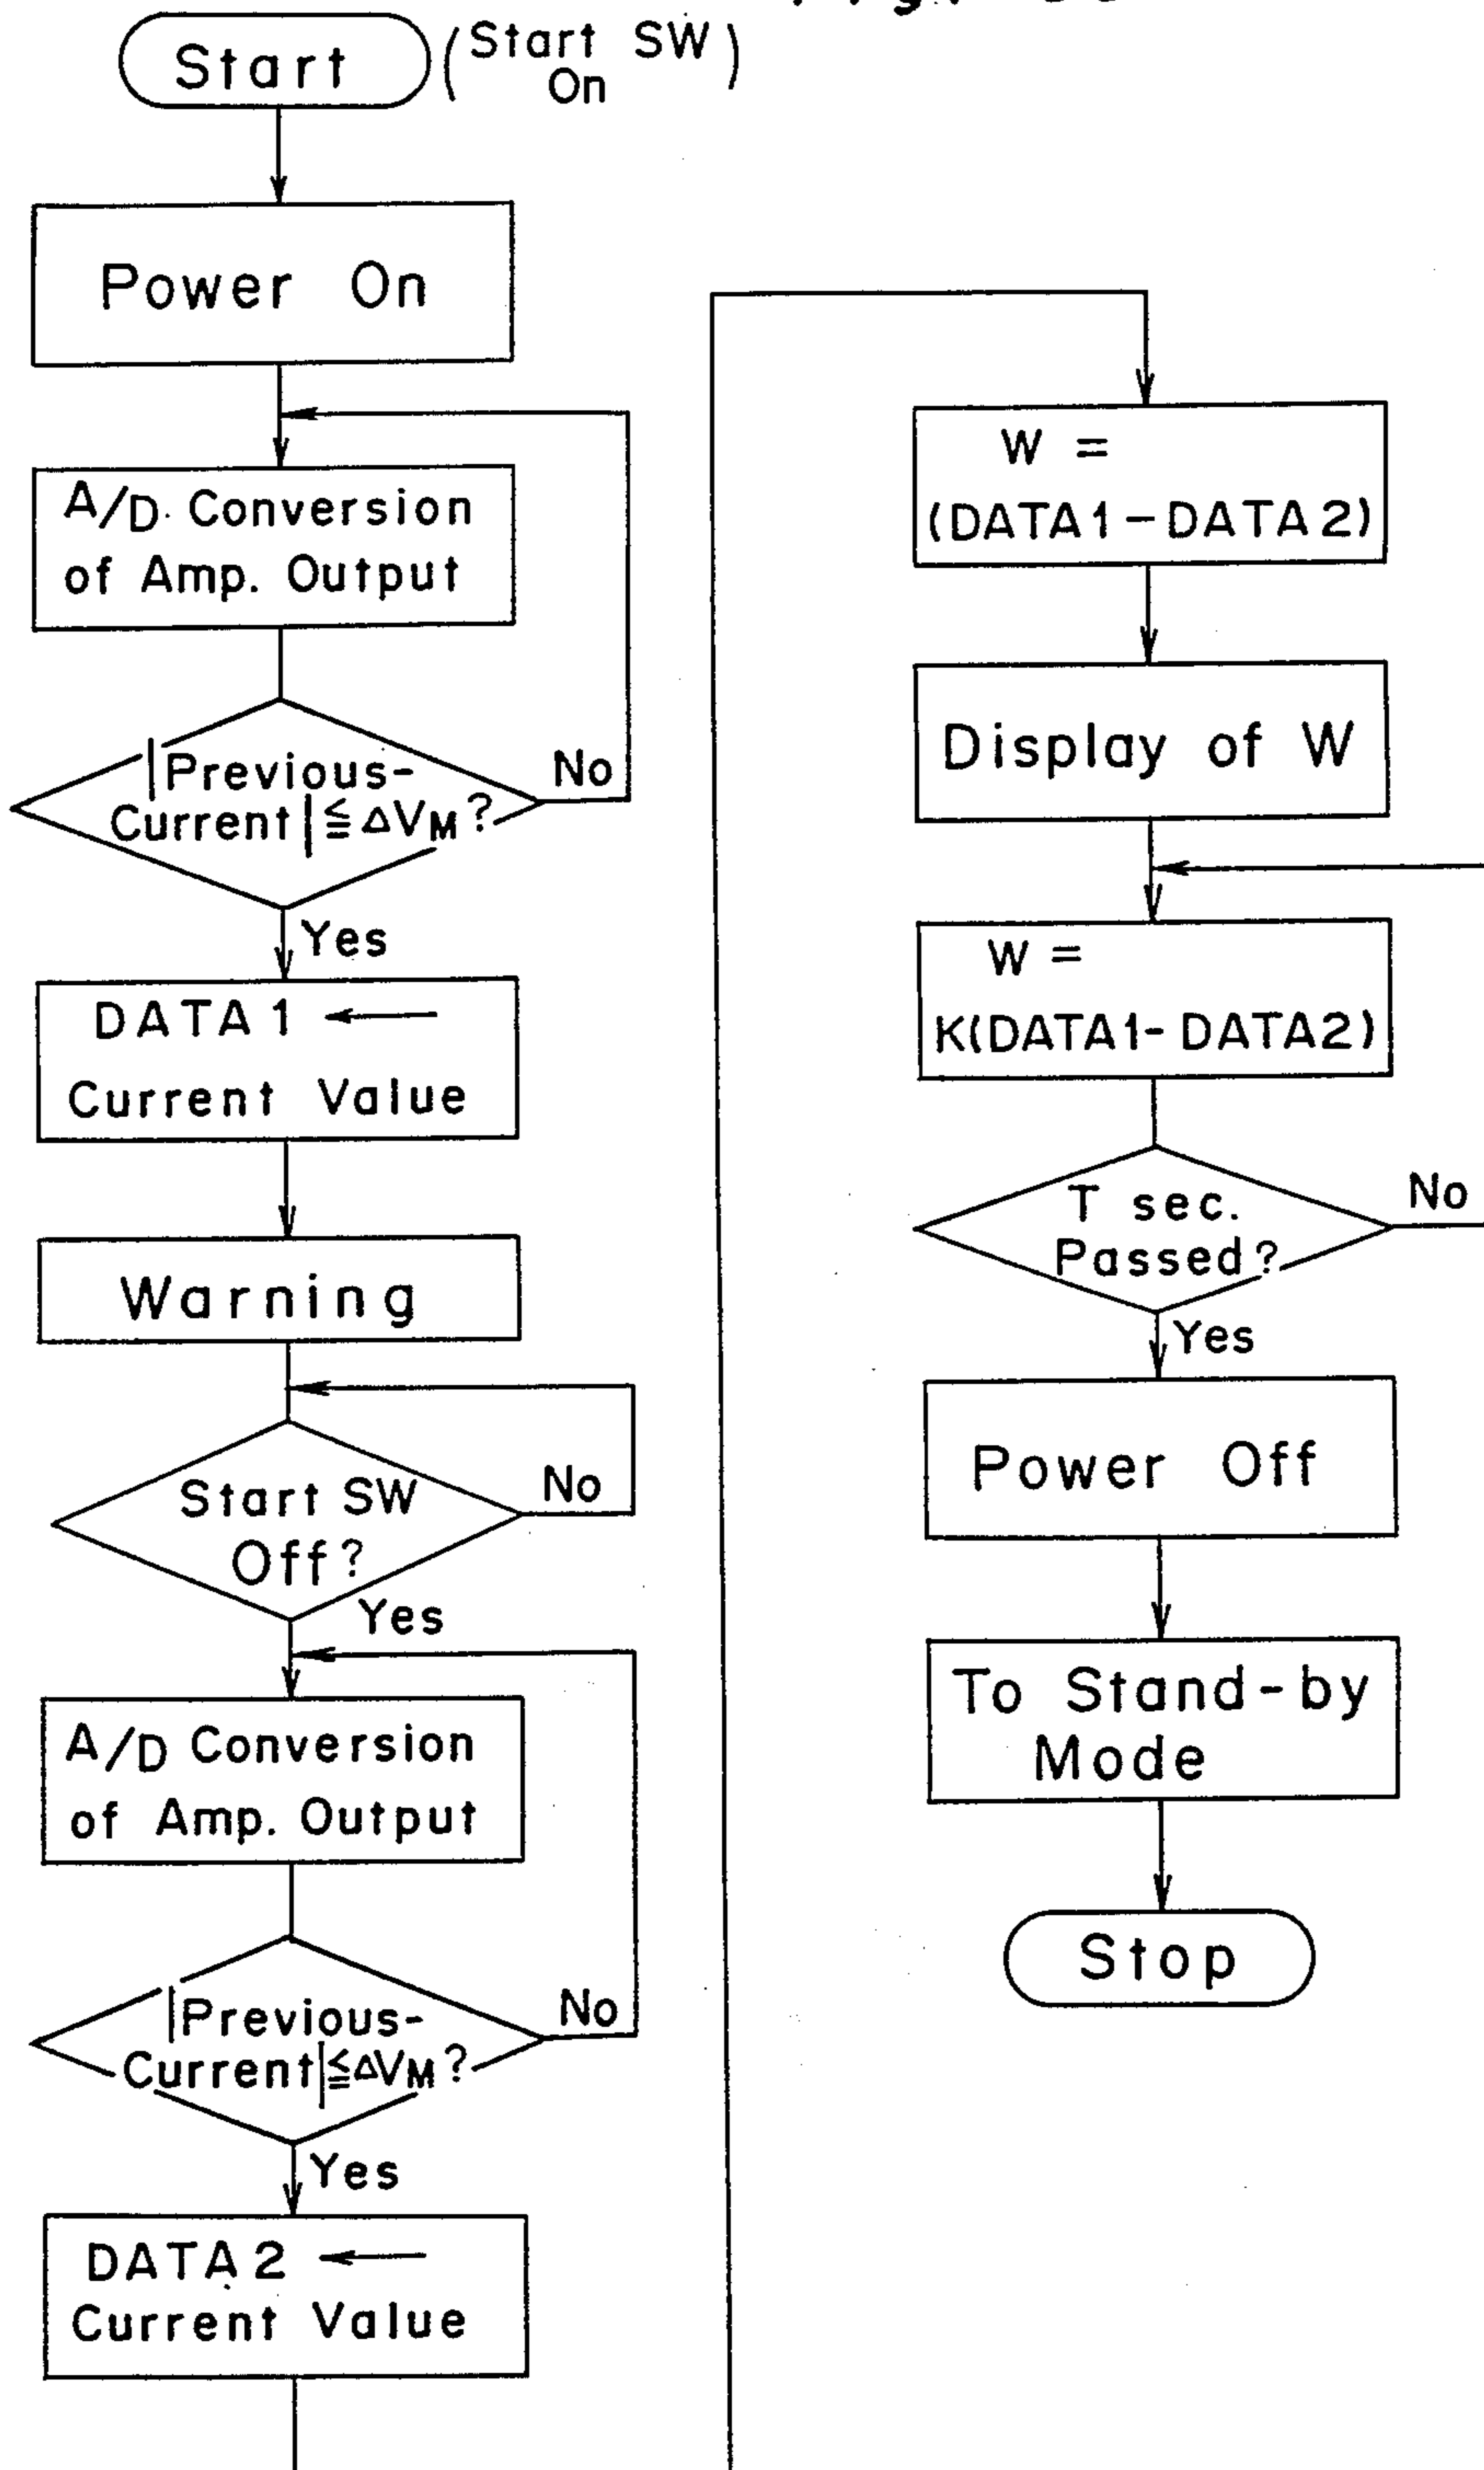 Start
(Start SW
On)
Power On
A/D Conversion
of Amp. Output
|Previous-
Current| ≦ ΔVM?
No
Yes
DATA1 ←
Current Value
Warning
Start SW
Off?
No
Yes
A/D Conversion
of Amp. Output
|Previous-
Current| ≦ ΔVM?
No
Yes
DATA2 ←
Current Value
W =
(DATA1-DATA2)
Display of W
W =
K(DATA1-DATA2)
T sec.
Passed?
No
Yes
Power Off
To Stand-by
Mode
Stop